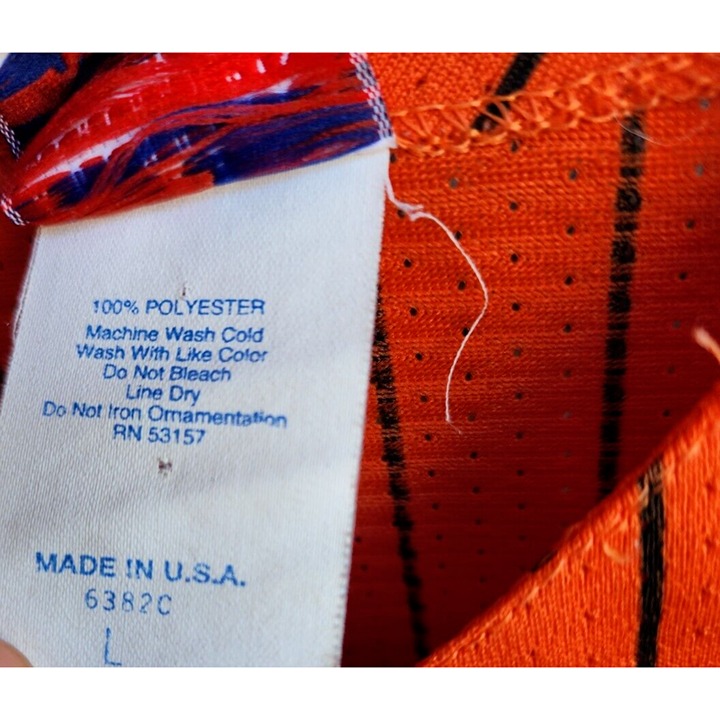 100% POLYESTER
Machine Wash Cold
Wash With Like Color
Do Not Bleach
Line Dry
Do Not Iron Ornamentation
RN 53157
MADE IN U.S.A.
6382C
L